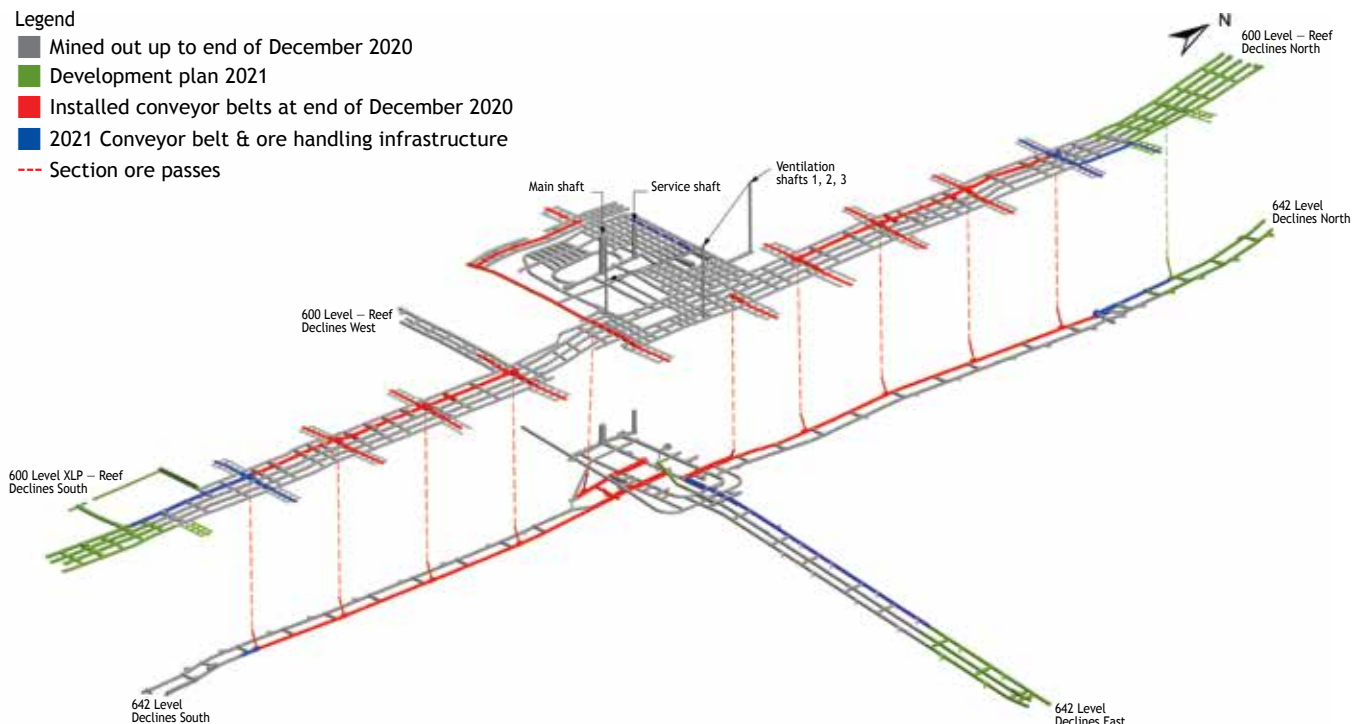 Legend
Mined out up to end of December 2020
Development plan 2021
Installed conveyor belts at end of December 2020
2021 Conveyor belt & ore handling infrastructure
Section ore passes
N
600 Level – Reef
Declines North
Main shaft
Service shaft
Ventilation
shafts 1, 2, 3
642 Level
Declines North
600 Level – Reef
Declines West
600 Level XLP – Reef
Declines South
642 Level
Declines South
642 Level
Declines East